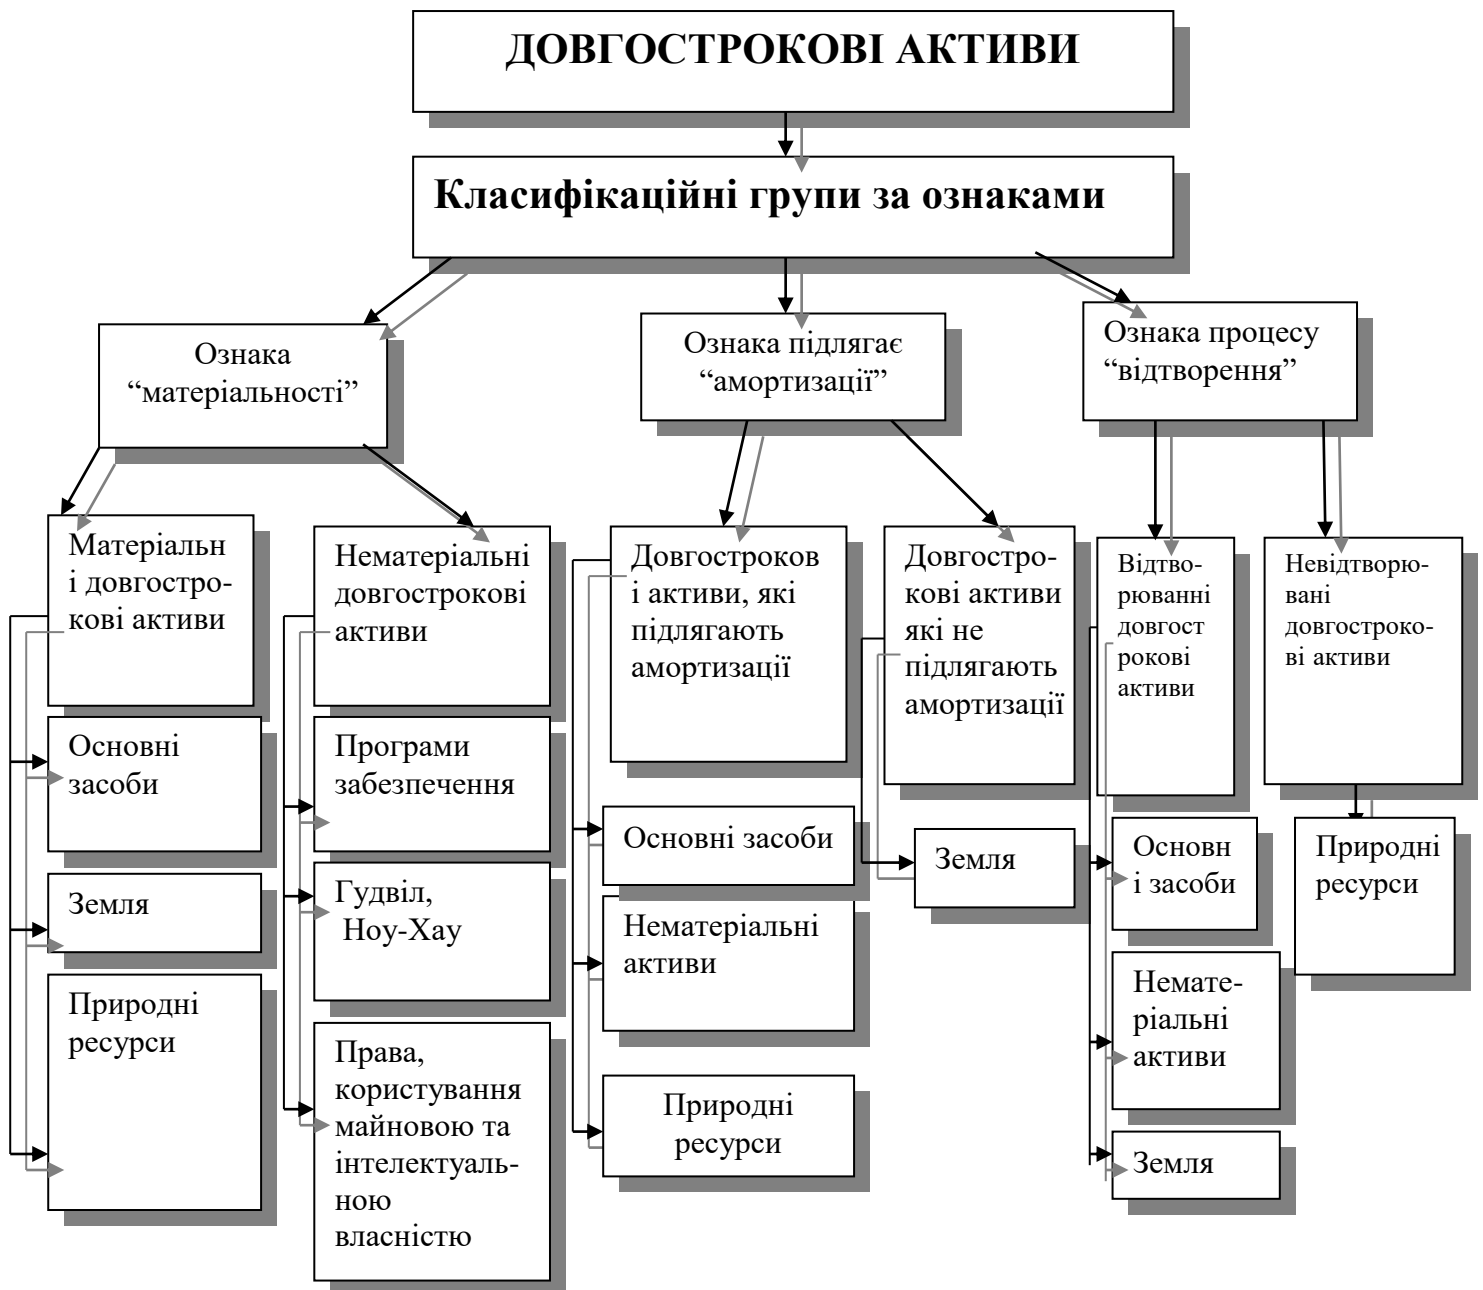 ДОВГОСТРОКОВІ АКТИВИ
Класифікаційні групи за ознаками
Ознака
“матеріальності”
Ознака підлягає
“амортизації”
Ознака процесу
“відтворення”
Матеріальн
і довгостро-
кові активи
Основні
засоби
Земля
Природні
ресурси
Нематеріальні
довгострокові
активи
Програми
забезпечення
Гудвіл,
Ноу-Хау
Права,
користування
майновою та
інтелектуаль-
ною
власністю
Довгостроков
і активи, які
підлягають
амортизації
Основні засоби
Нематеріальні
активи
Природні
ресурси
Довгостро-
кові активи
які не
підлягають
амортизації
Земля
Відтво-
рюванні
довгост
рокові
активи
Основн
і засоби
Немате-
ріальні
активи
Земля
Невідтворю-
вані
довгостроко-
ві активи
Природні
ресурси